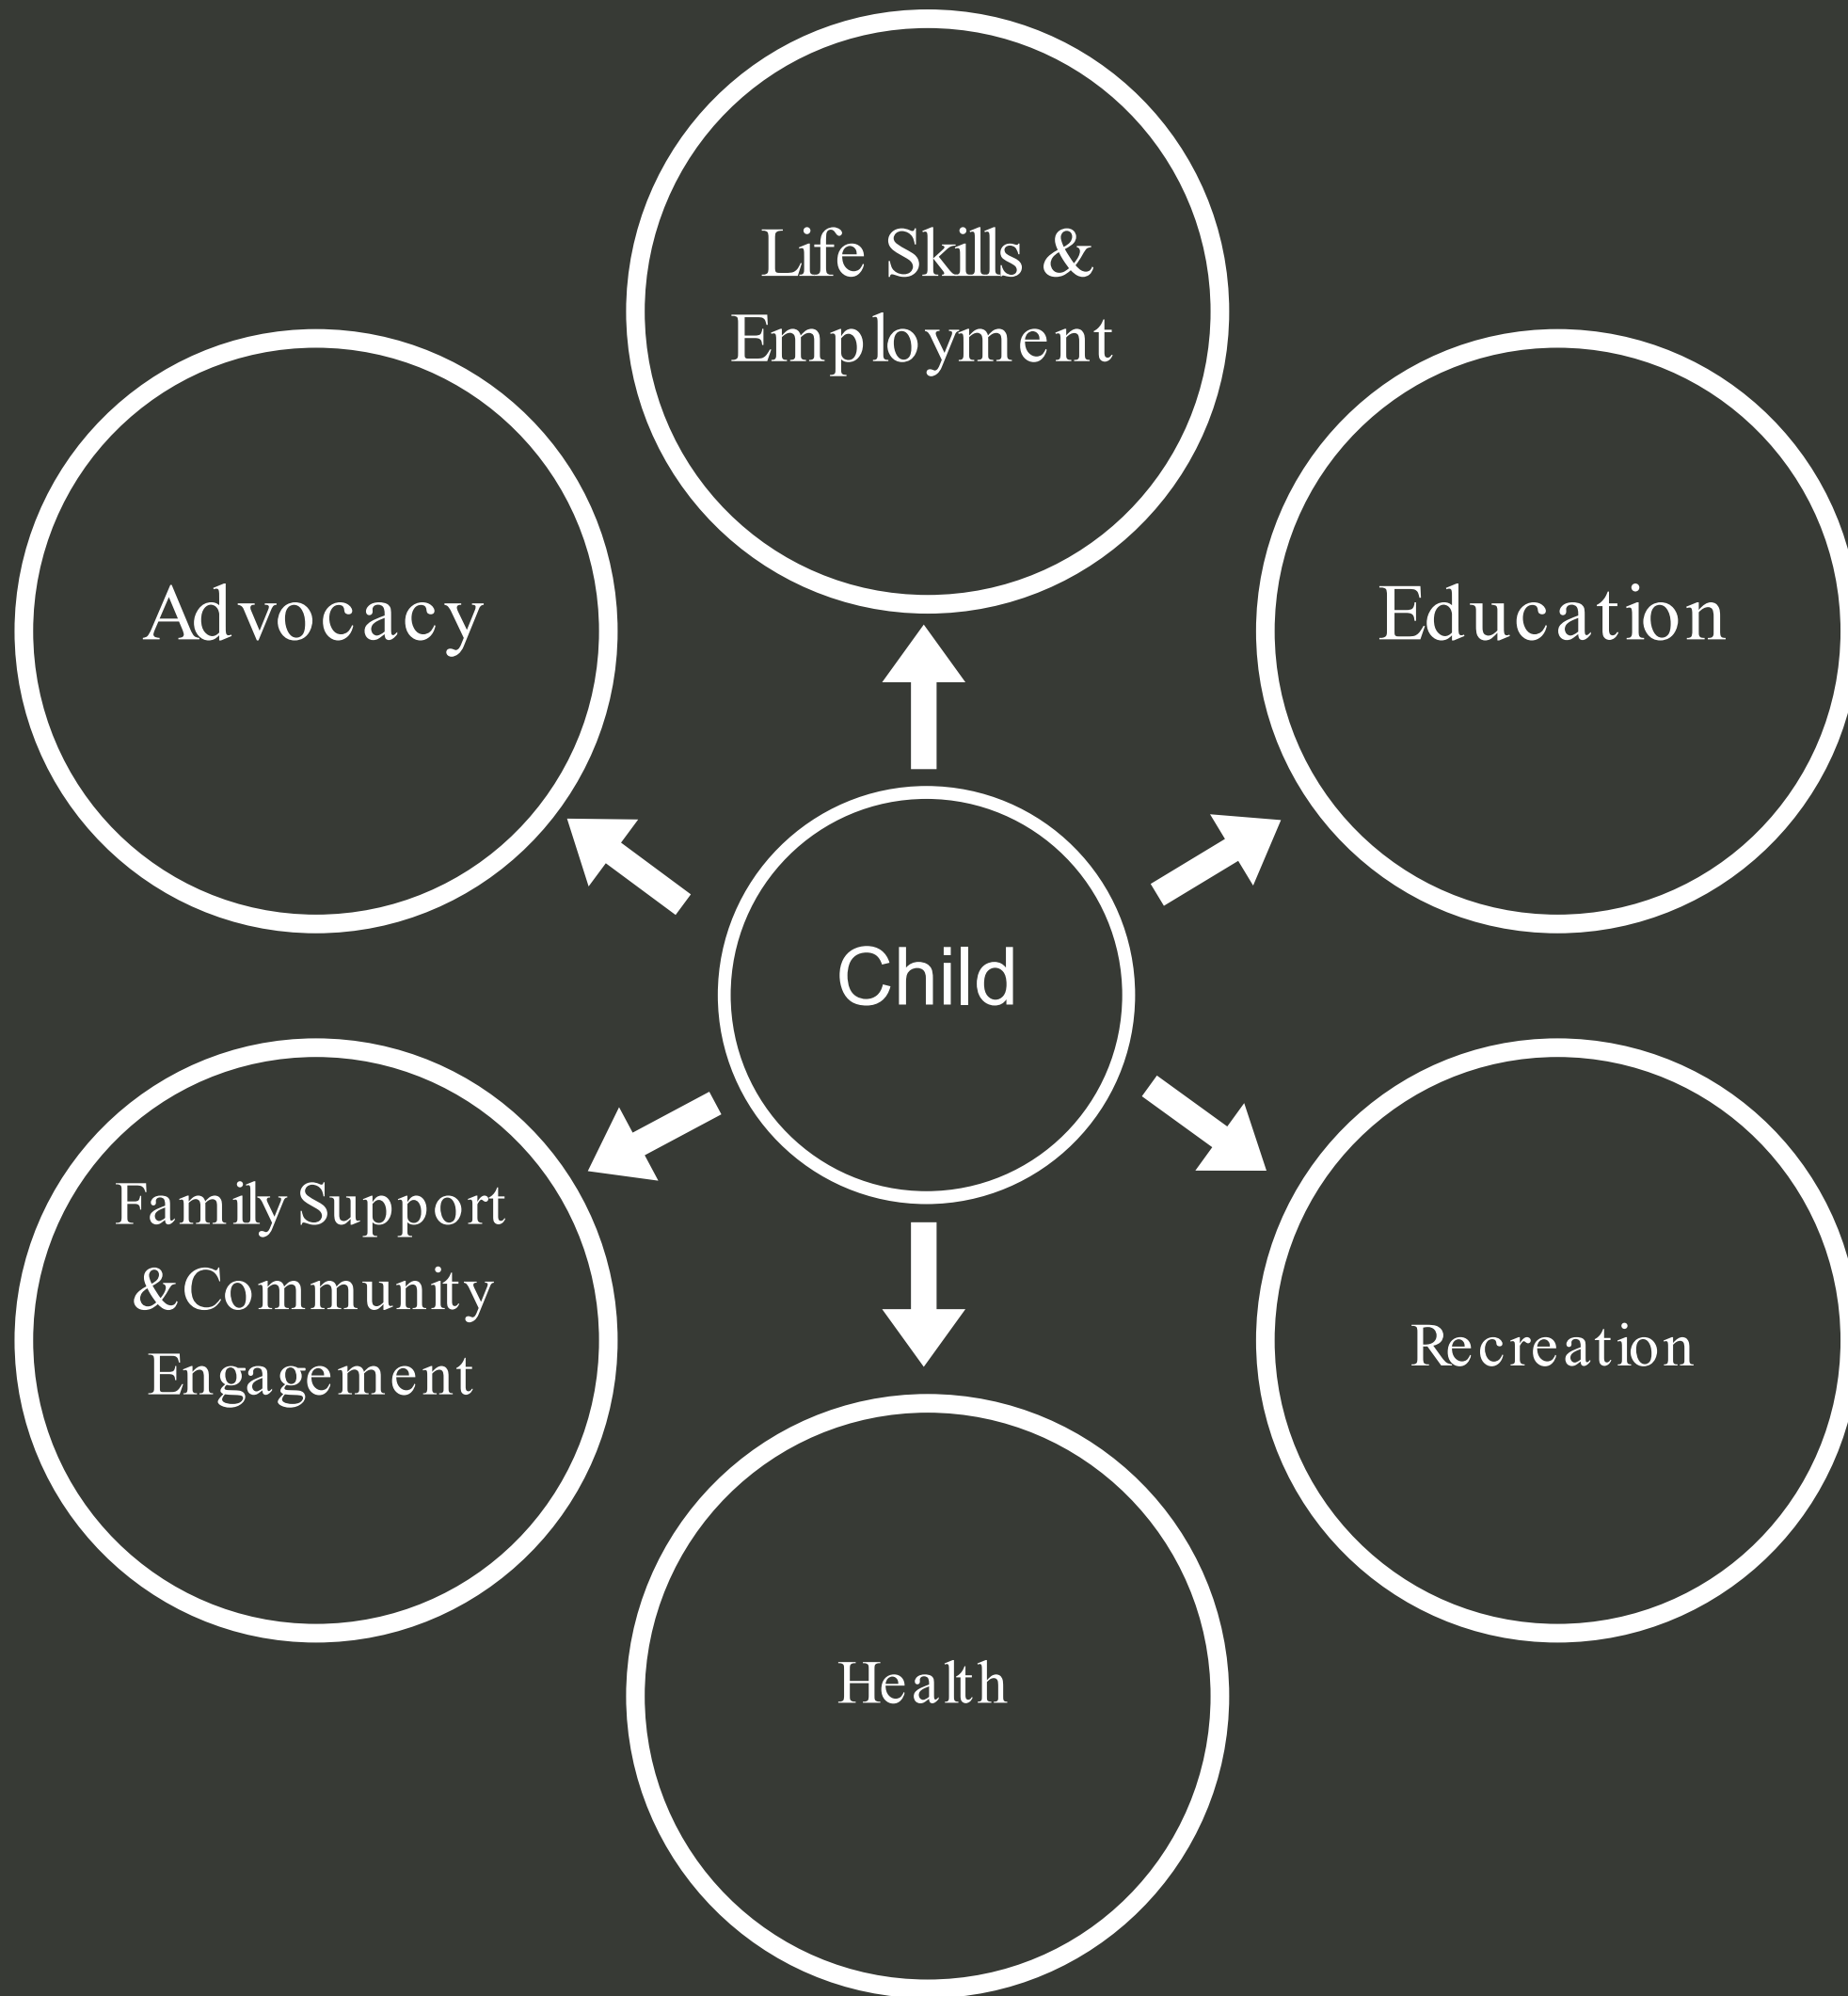 Life Skills &
Employment
Advocacy
Education
Child
Family Support
& Community
Engagement
Recreation
Health